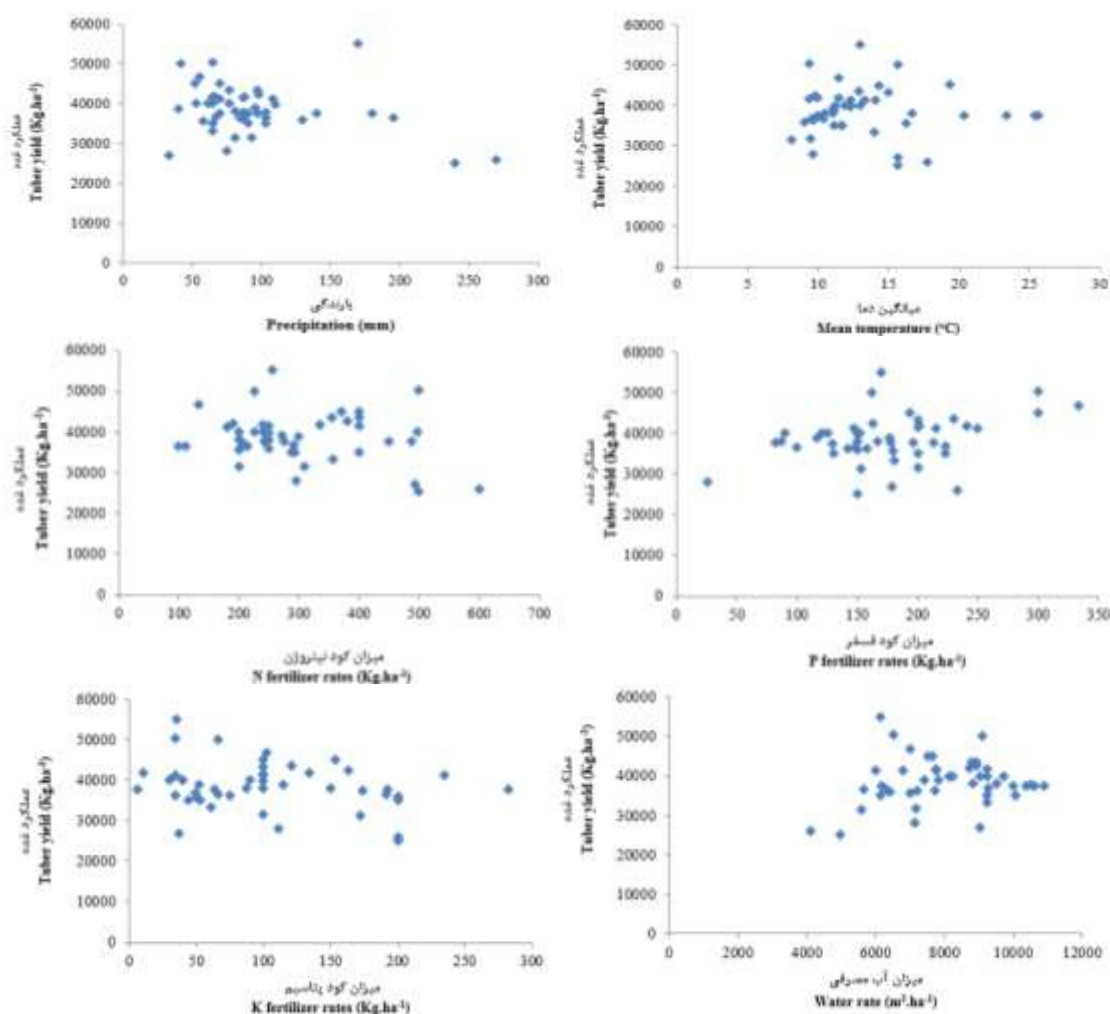 60000
50000
40000
30000
20000
10000
0
عملکرد غده
Tuber yield (Kg.ha⁻¹)
0 50 100 150 200 250 300
بارندگی
Precipitation (mm)
60000
50000
40000
30000
20000
10000
0
عملکرد غده
Tuber yield (Kg.ha⁻¹)
0 5 10 15 20 25 30
میانگین دما
Mean temperature (°C)
60000
50000
40000
30000
20000
10000
0
عملکرد غده
Tuber yield (Kg.ha⁻¹)
0 100 200 300 400 500 600 700
میزان کود نیتروژن
N fertilizer rates (Kg.ha⁻¹)
60000
50000
40000
30000
20000
10000
0
عملکرد غده
Tuber yield (Kg.ha⁻¹)
0 50 100 150 200 250 300 350
میزان کود فسفر
P fertilizer rates (Kg.ha⁻¹)
60000
50000
40000
30000
20000
10000
0
عملکرد غده
Tuber yield (Kg.ha⁻¹)
0 50 100 150 200 250 300
میزان کود پتاسیم
K fertilizer rates (Kg.ha⁻¹)
60000
50000
40000
30000
20000
10000
0
عملکرد غده
Tuber yield (Kg.ha⁻¹)
0 2000 4000 6000 8000 10000 12000
میزان آب مصرفی
Water rate (m³.ha⁻¹)